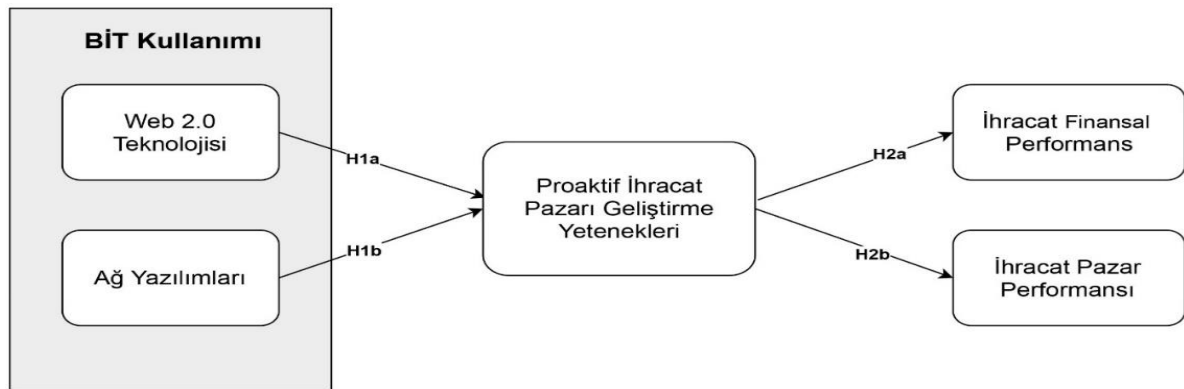 BİT Kullanımı
Web 2.0
Teknolojisi
Ağ Yazılımları
H1a
H1b
Proaktif İhracat
Pazarı Geliştirme
Yetenekleri
H2a
H2b
İhracat Finansal
Performans
İhracat Pazar
Performansı